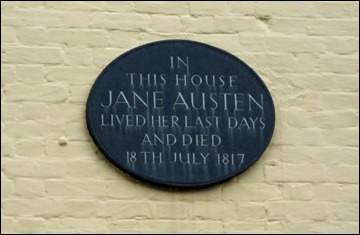 IN
THIS HOUSE
JANE AUSTEN
LIVED HER LAST DAYS
AND DIED
18TH JULY 1817